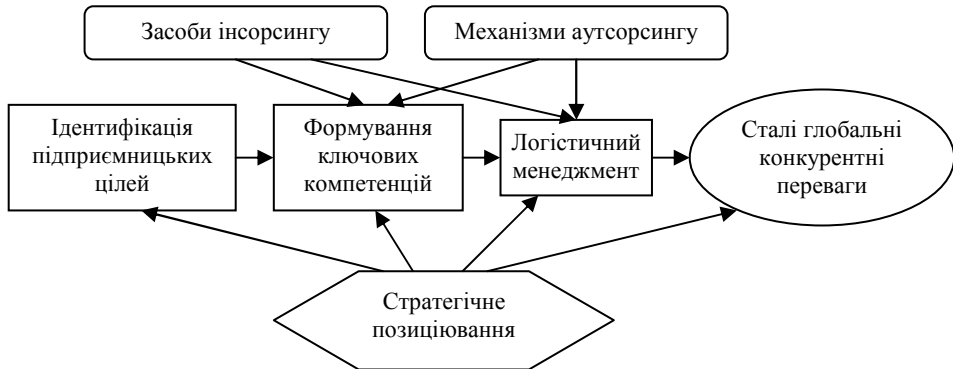 Засоби інсорсингу
Механізми аутсорсингу
Ідентифікація
підприємницьких
цілей
Формування
ключових
компетенцій
Логістичний
менеджмент
Сталі глобальні
конкурентні
переваги
Стратегічне
позиціювання